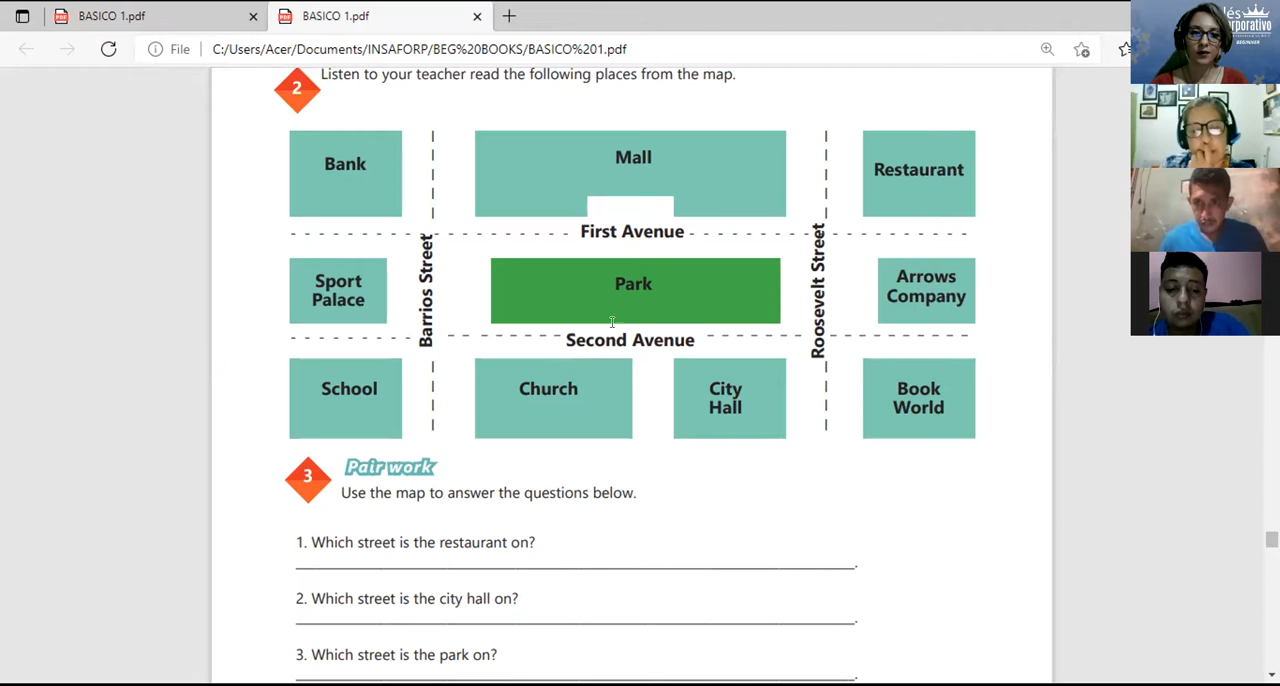 BASICO 1.pdf
BASICO 1.pdf
File
C:/Users/Acer/Documents/INSAFORP/BEG%20BOOKS/BASICO%201.pdf
2
Listen to your teacher read the following places from the map.
Bank
Mall
Restaurant
First Avenue
Sport
Palace
Barrios Street
Park
Roosevelt Street
Arrows
Company
Second Avenue
School
Church
City
Hall
Book
World
3
Pair work
Use the map to answer the questions below.
1. Which street is the restaurant on?
2. Which street is the city hall on?
3. Which street is the park on?
BEGINNER